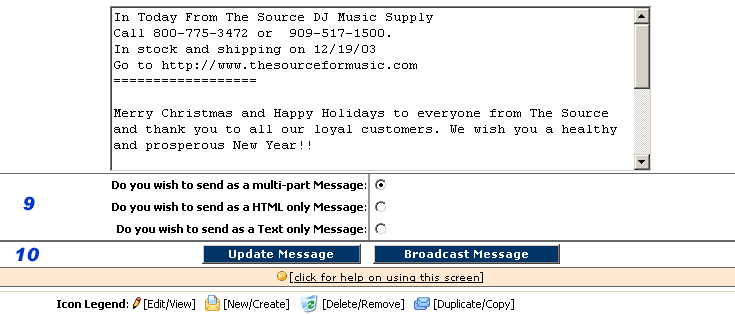 In Today From The Source DJ Music Supply
Call 800-775-3472 or  909-517-1500.
In stock and shipping on 12/19/03
Go to http://www.thesourceformusic.com
==================
Merry Christmas and Happy Holidays to everyone from The Source
and thank you to all our loyal customers. We wish you a healthy
and prosperous New Year!!
9
Do you wish to send as a multi-part Message:
Do you wish to send as a HTML only Message:
Do you wish to send as a Text only Message:
10 Update Message Broadcast Message
[click for help on using this screen]
Icon Legend: [Edit/View] [New/Create] [Delete/Remove] [Duplicate/Copy]